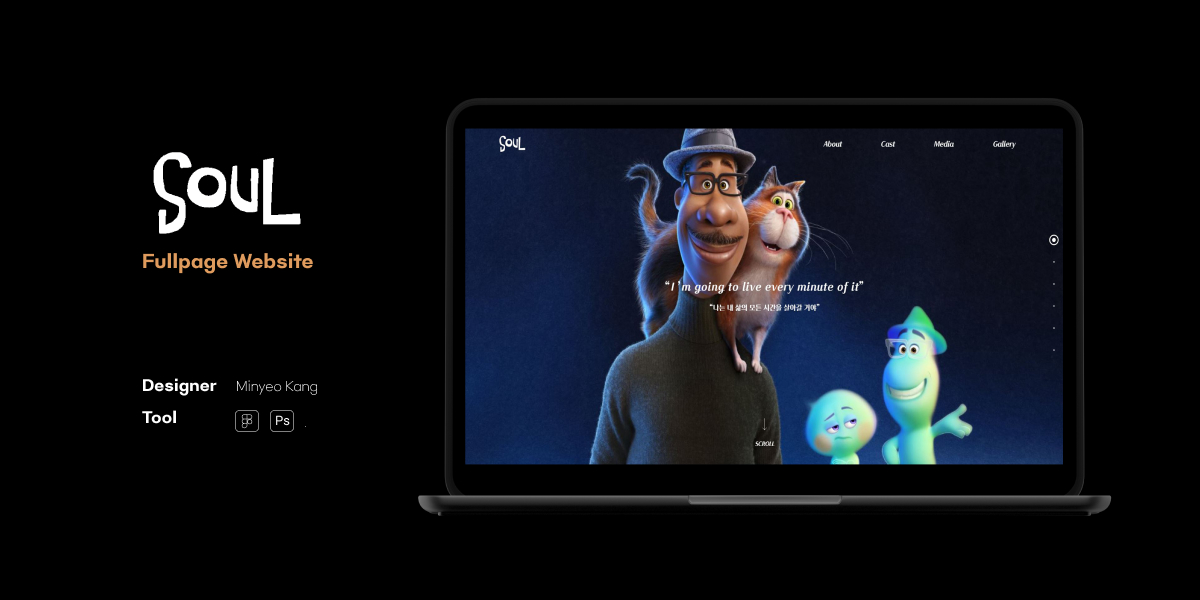 SOUL
Fullpage Website
Designer Minyeo Kang
Tool Ps
SOUL
About Cast Media Gallery
“I'm going to live every minute of it”
“나는 내 삶의 모든 시간을 살아갈 거야”
SCROLL